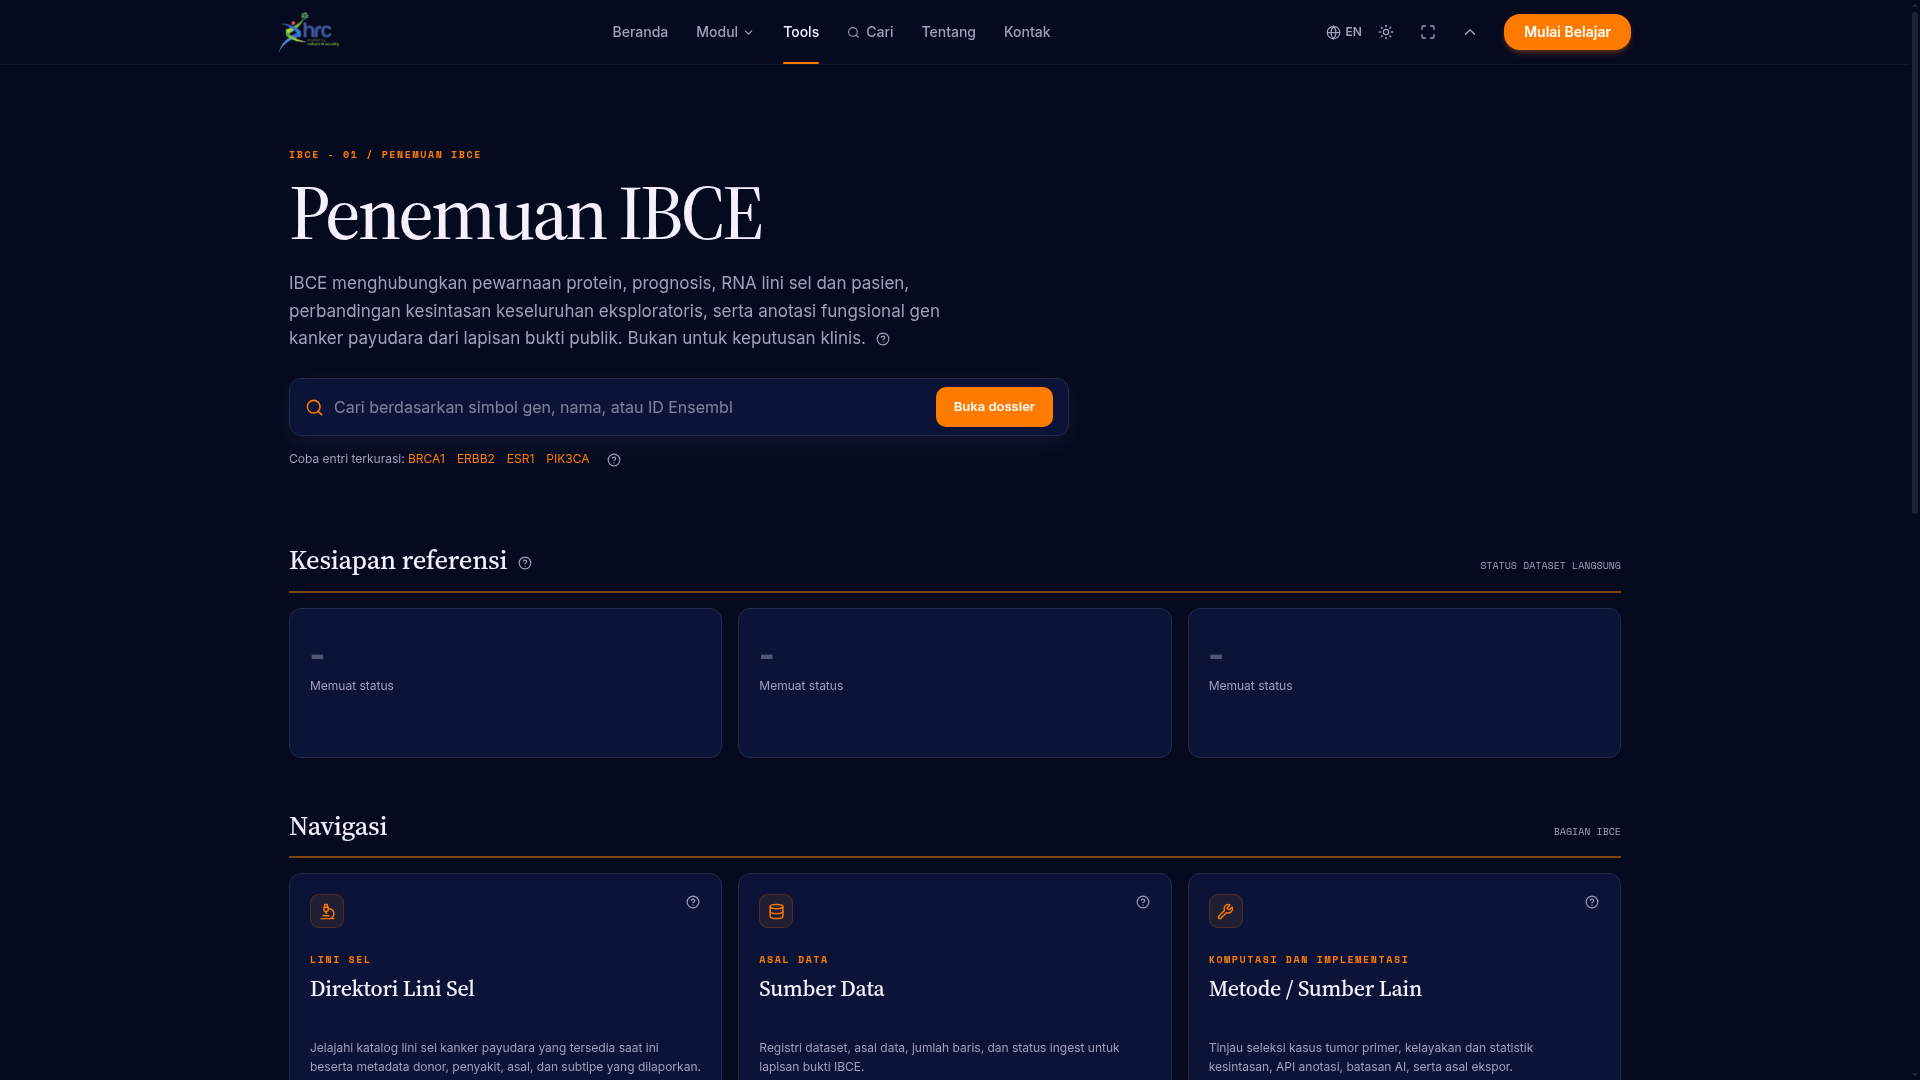 hrc
Beranda
Modul
Tools
Cari
Tentang
Kontak
EN
Mulai Belajar
IBCE - 01 / PENEMUAN IBCE
Penemuan IBCE
IBCE menghubungkan pewarnaan protein, prognosis, RNA lini sel dan pasien,
perbandingan kesintasan keseluruhan eksploratoris, serta anotasi fungsional gen
kanker payudara dari lapisan bukti publik. Bukan untuk keputusan klinis.
Cari berdasarkan simbol gen, nama, atau ID Ensembl
Buka dossier
Coba entri terkurasi: BRCA1 ERBB2 ESR1 PIK3CA
Kesiapan referensi
STATUS DATASET LANGSUNG
-
Memuat status
-
Memuat status
-
Memuat status
Navigasi
BAGIAN IBCE
LINI SEL
Direktori Lini Sel
Jelajahi katalog lini sel kanker payudara yang tersedia saat ini
beserta metadata donor, penyakit, asal, dan subtipe yang dilaporkan.
ASAL DATA
Sumber Data
Registri dataset, asal data, jumlah baris, dan status ingest untuk
lapisan bukti IBCE.
KOMPUTASI DAN IMPLEMENTASI
Metode / Sumber Lain
Tinjau seleksi kasus tumor primer, kelayakan dan statistik
kesintasan, API anotasi, batasan AI, serta asal ekspor.